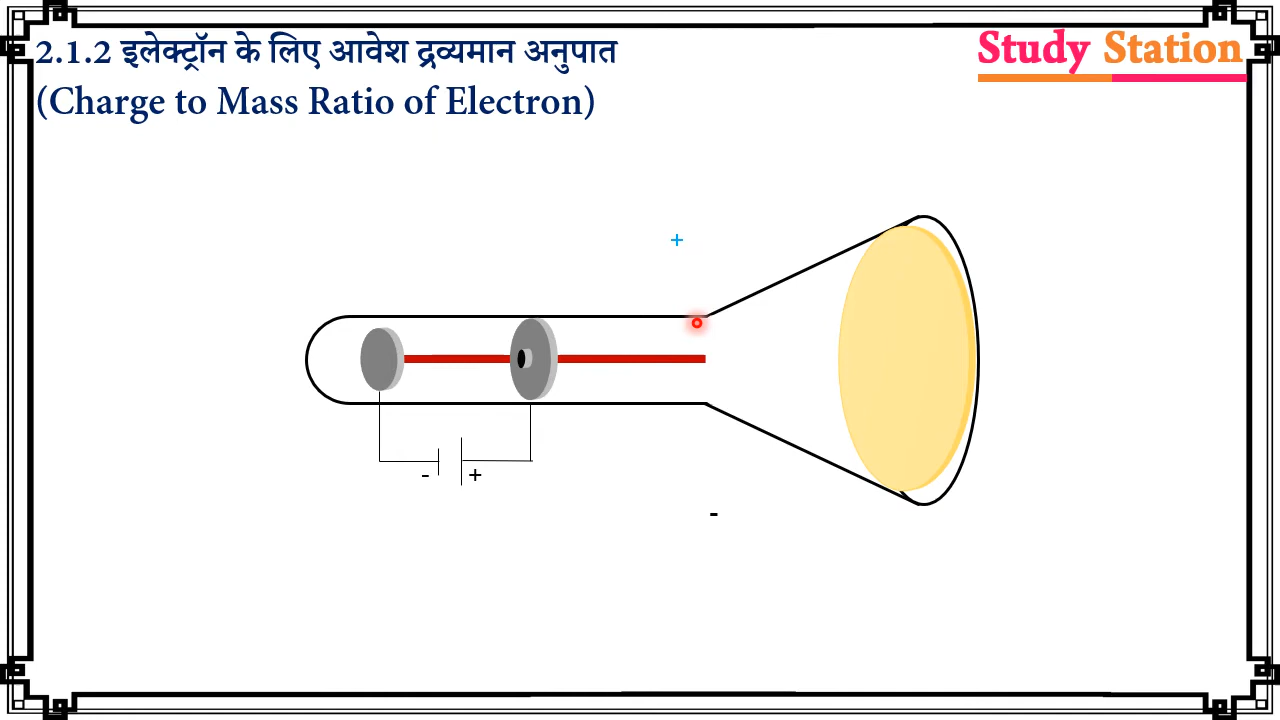 2.1.2 इलेक्ट्रॉन के लिए आवेश द्रव्यमान अनुपात
(Charge to Mass Ratio of Electron)
Study Station
+
- +
-